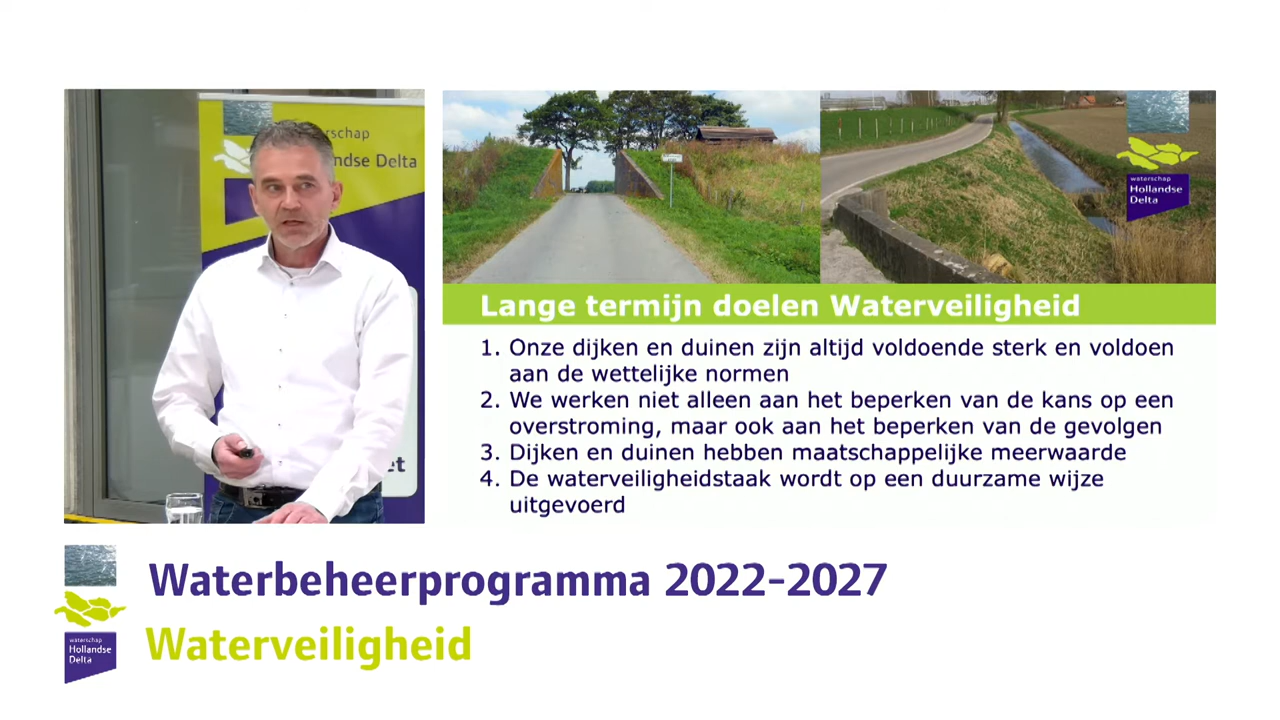 rschap
ndse Delta
et
waterschap
Hollandse
Delta
Lange termijn doelen Waterveiligheid
1. Onze dijken en duinen zijn altijd voldoende sterk en voldoen
aan de wettelijke normen
2. We werken niet alleen aan het beperken van de kans op een
overstroming, maar ook aan het beperken van de gevolgen
3. Dijken en duinen hebben maatschappelijke meerwaarde
4. De waterveiligheidstaak wordt op een duurzame wijze
uitgevoerd
waterschap
Hollandse
Delta
Waterbeheerprogramma 2022-2027
Waterveiligheid